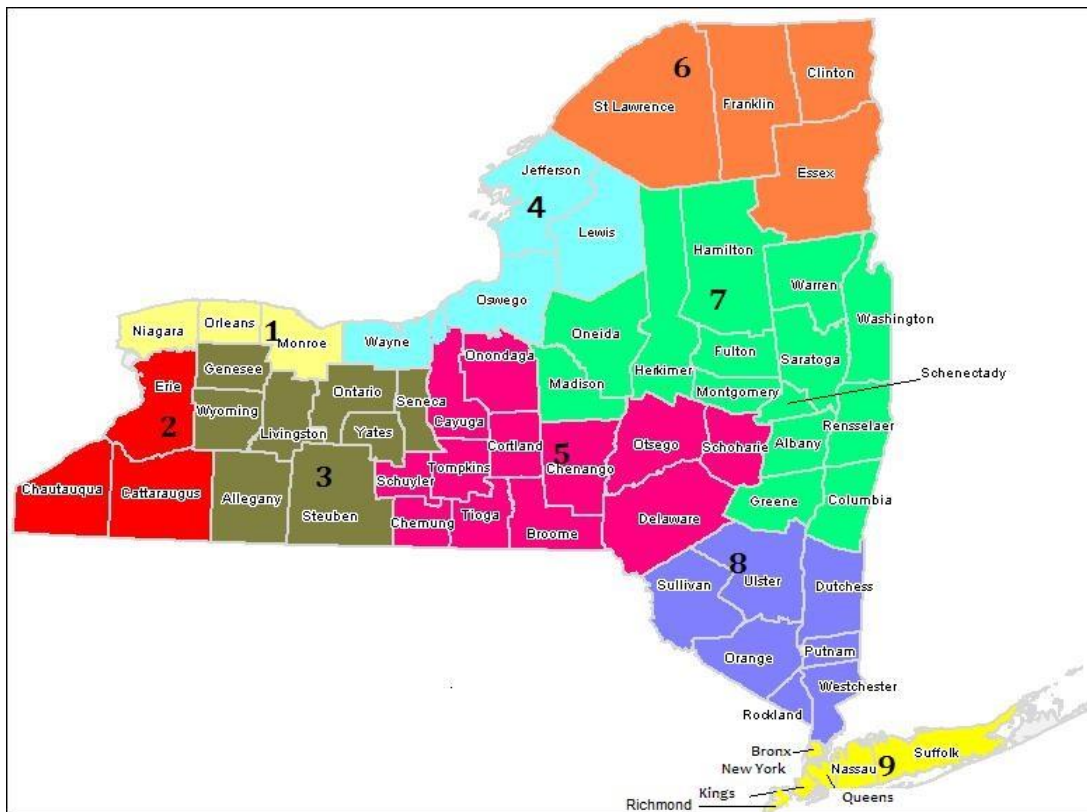 6
Clinton
St Lawrence
Franklin
Jefferson
Essex
4
Lewis
Hamilton
7
Warren
Oswego
Washington
Niagara
Orleans
1
Monroe
Wayne
Oneida
Onondaga
Fulton
Saratoga
Erie
Genesee
Ontario
Seneca
Madison
Herkimer
Montgomery
Schenectady
Wyoming
2
Livingston
Yates
Cayuga
Cortland
5
Otsego
Schoharie
Albany
Rensselaer
Chautauqua
Cattaraugus
Allegany
3
Steuben
Schuyler
Tompkins
Chenango
Chemung
Tioga
Broome
Delaware
Greene
Columbia
8
Sullivan
Ulster
Dutchess
Orange
Putnam
Westchester
Rockland
Bronx
New York
Nassau
9
Suffolk
Kings
Queens
Richmond